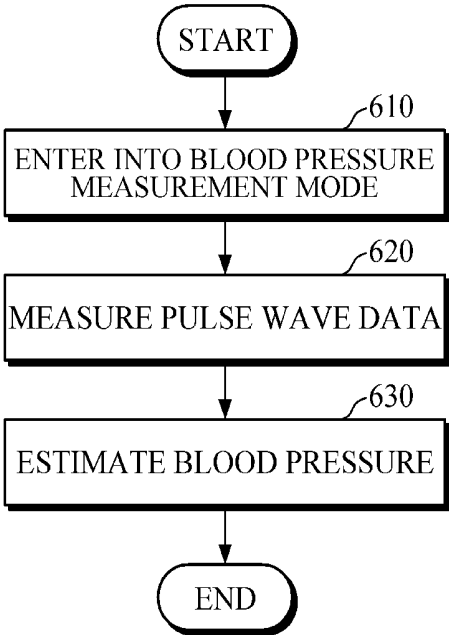 START
610
ENTER INTO BLOOD PRESSURE
MEASUREMENT MODE
620
MEASURE PULSE WAVE DATA
630
ESTIMATE BLOOD PRESSURE
END